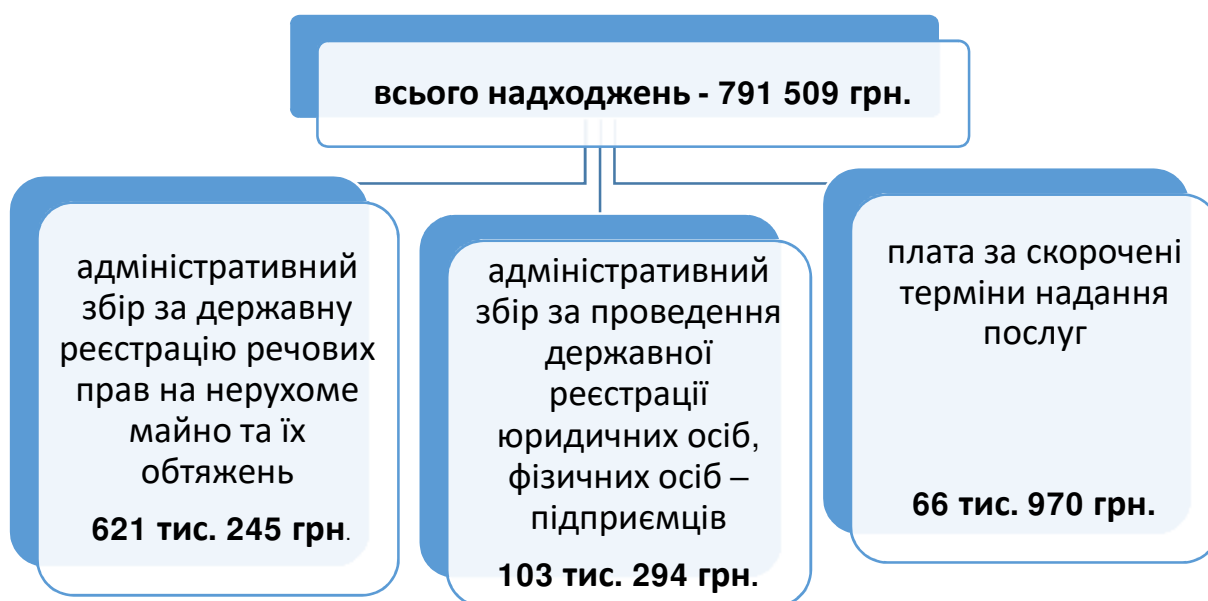 всього надходжень - 791 509 грн.
адміністративний
збір за державну
реєстрацію речових
прав на нерухоме
майно та їх
обтяжень
621 тис. 245 грн.
адміністративний
збір за проведення
державної
реєстрації
юридичних осіб,
фізичних осіб –
підприємців
103 тис. 294 грн.
плата за скорочені
терміни надання
послуг
66 тис. 970 грн.